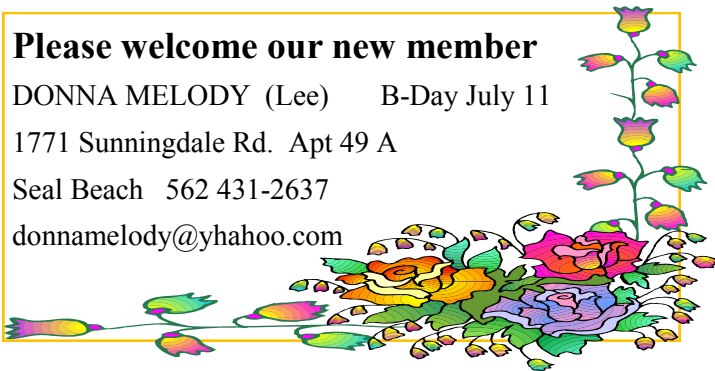 Please welcome our new member
DONNA MELODY (Lee) B-Day July 11
1771 Sunningdale Rd. Apt 49 A
Seal Beach 562 431-2637
donnamelody@yhahoo.com